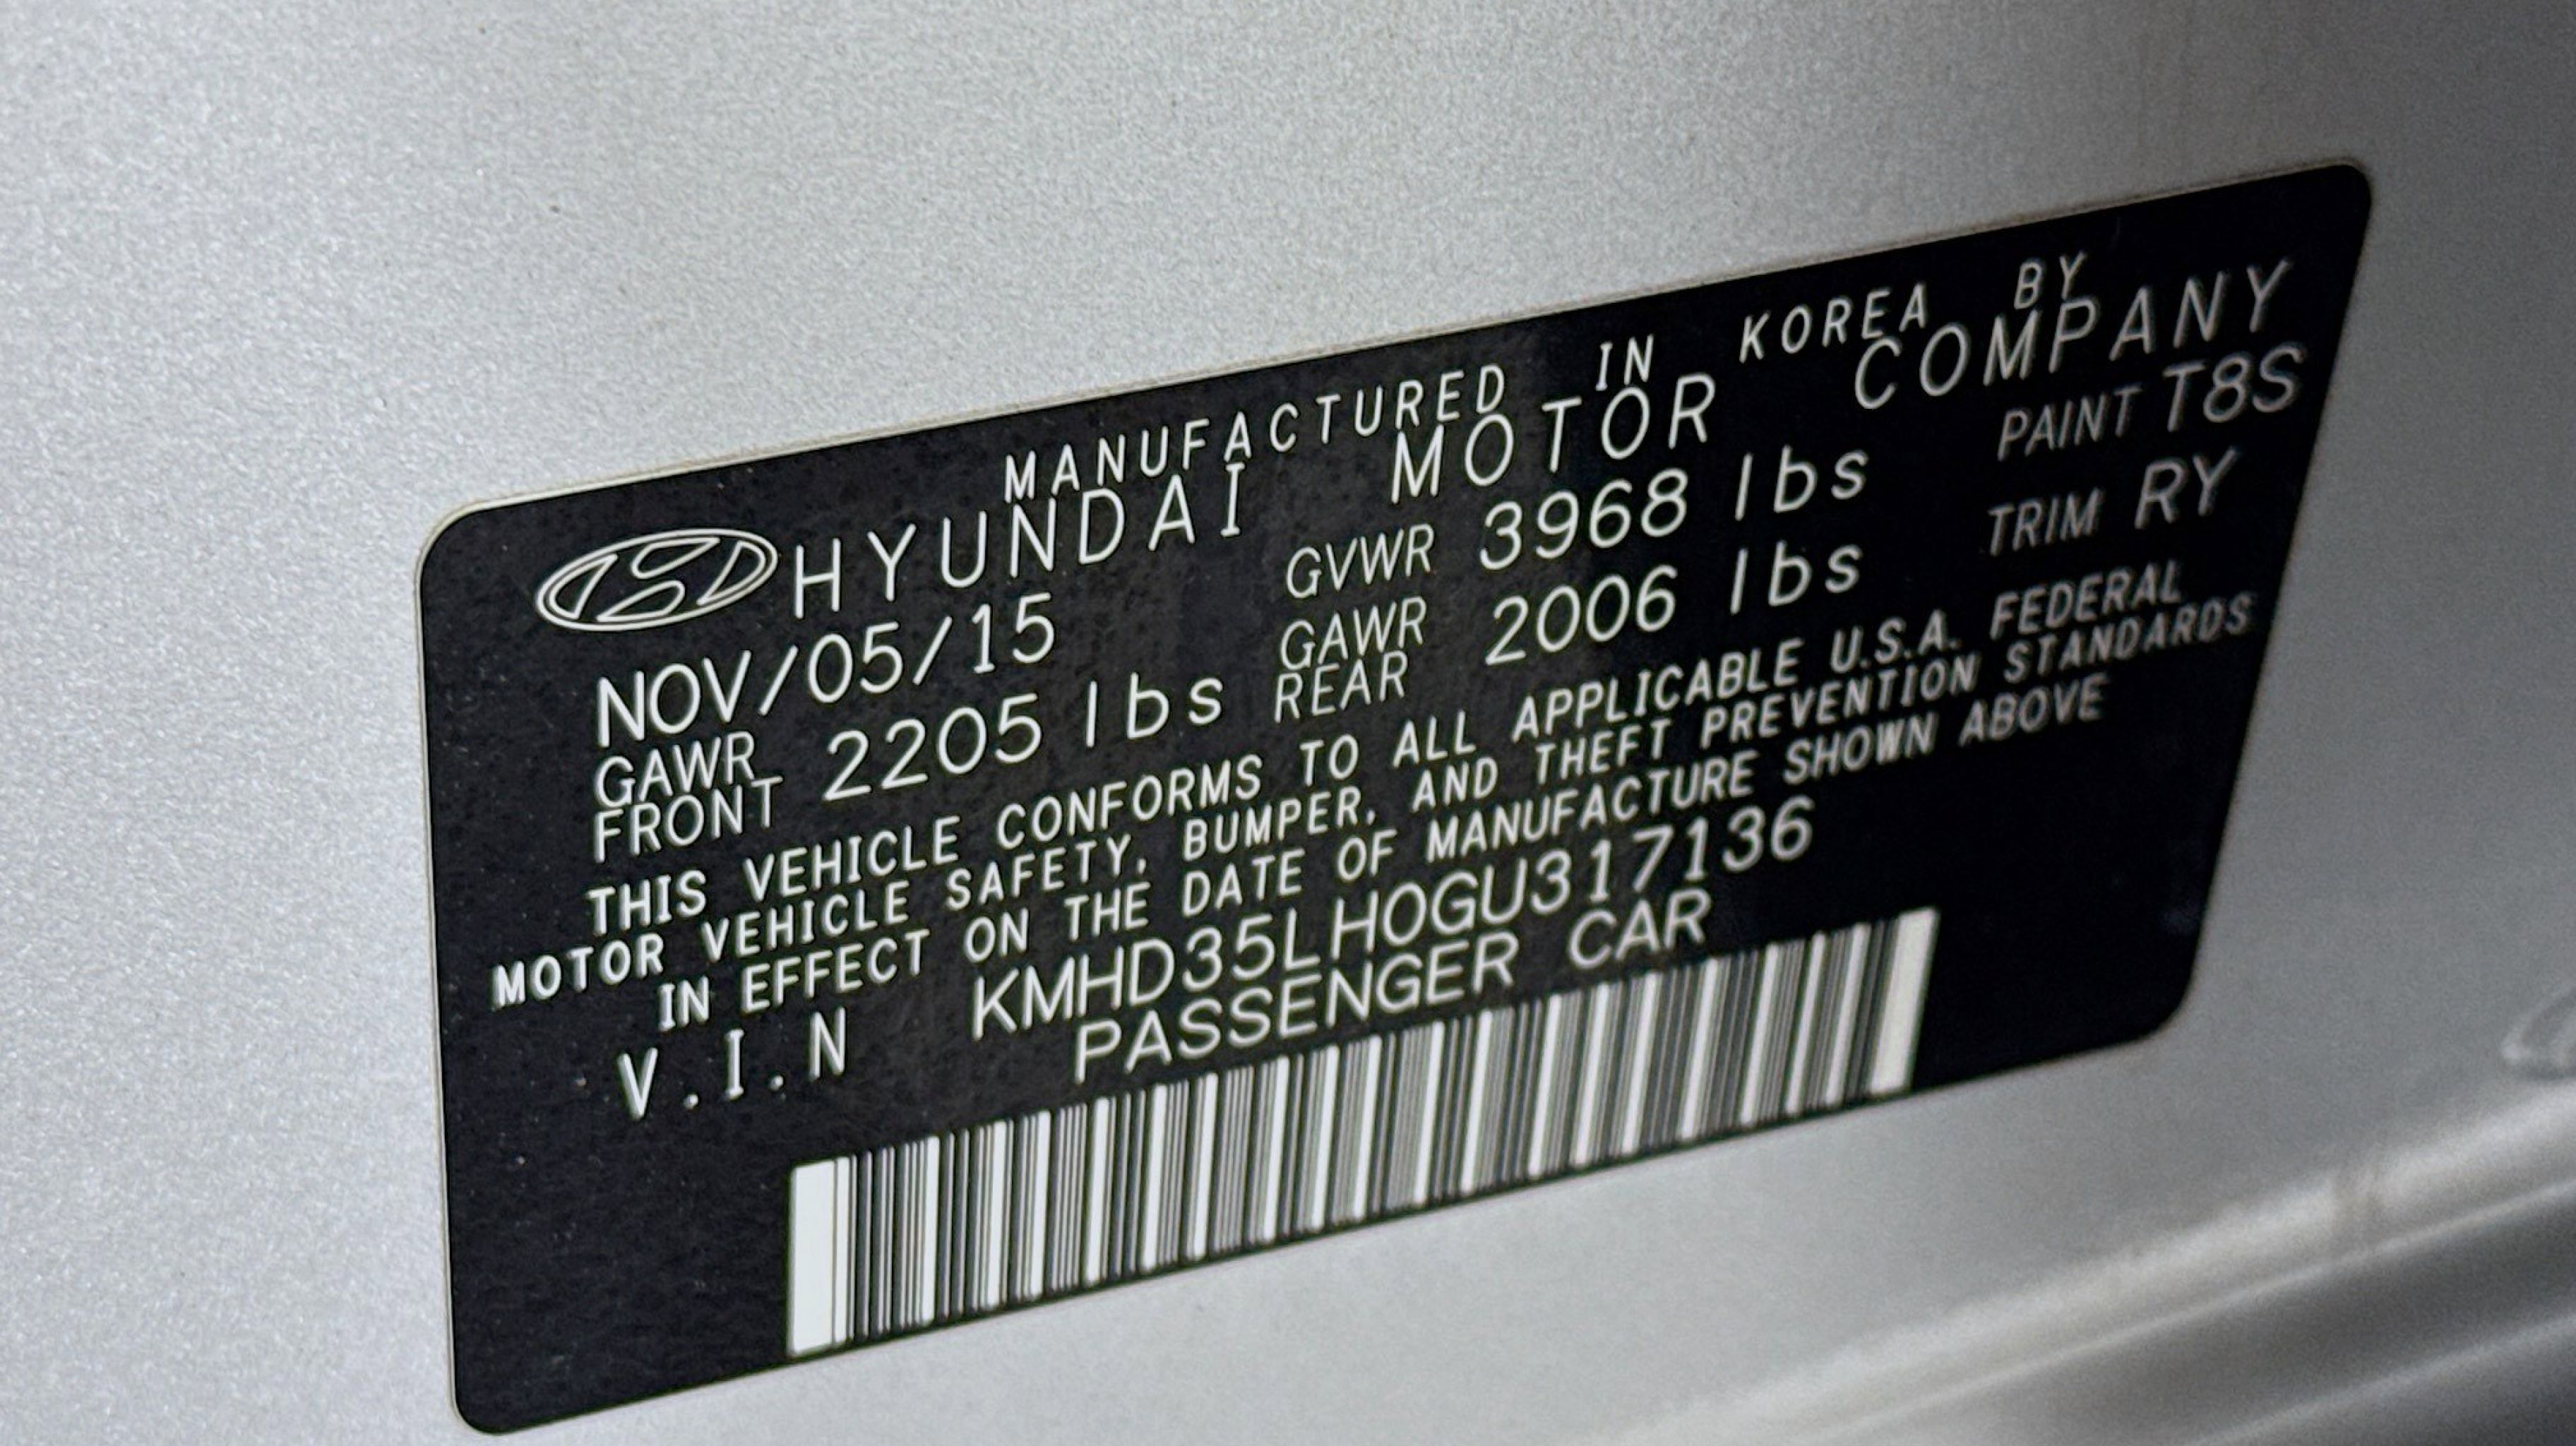 MANUFACTURED IN KOREA BY
HYUNDAI MOTOR COMPANY
NOV/05/15 GVWR 3968 lbs PAINT T8S
GAWR FRONT 2205 lbs GAWR REAR 2006 lbs TRIM RY
THIS VEHICLE CONFORMS TO ALL APPLICABLE U.S.A. FEDERAL
MOTOR VEHICLE SAFETY, BUMPER, AND THEFT PREVENTION STANDARDS
IN EFFECT ON THE DATE OF MANUFACTURE SHOWN ABOVE
V.I.N KMHD35LH0GU317136
PASSENGER CAR